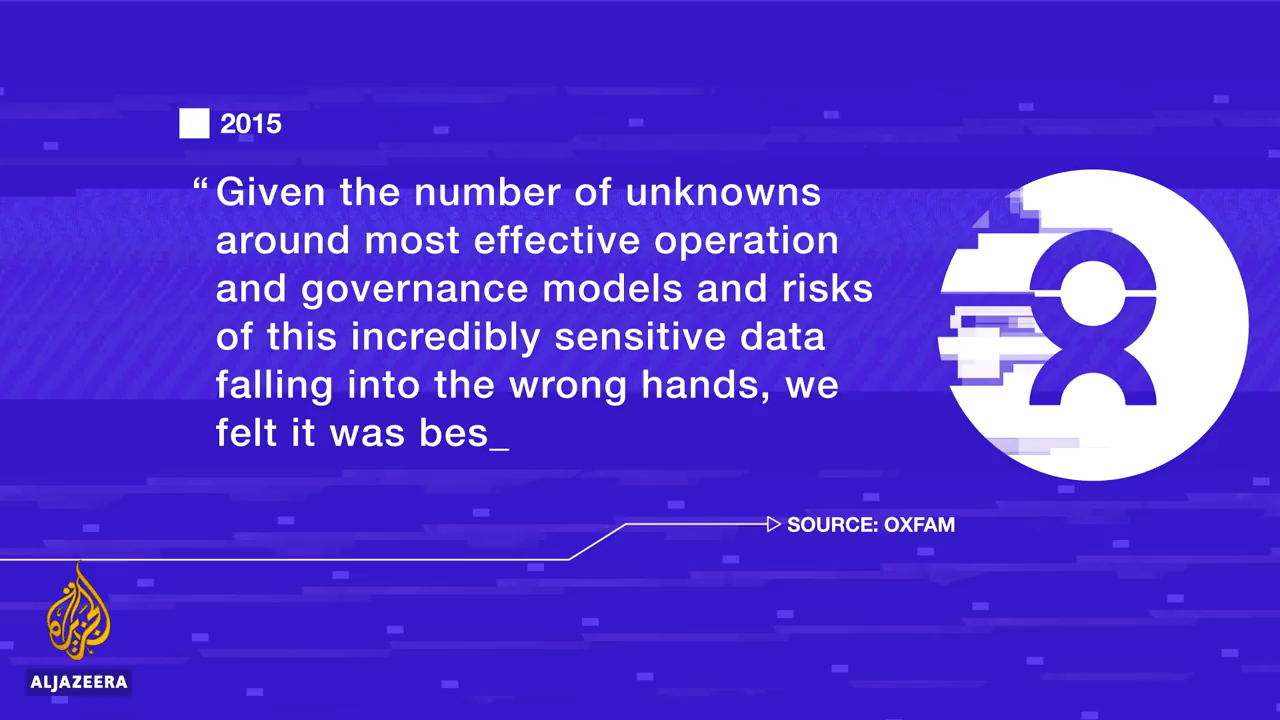 2015
“ Given the number of unknowns
around most effective operation
and governance models and risks
of this incredibly sensitive data
falling into the wrong hands, we
felt it was bes_
SOURCE: OXFAM
ALJAZEERA